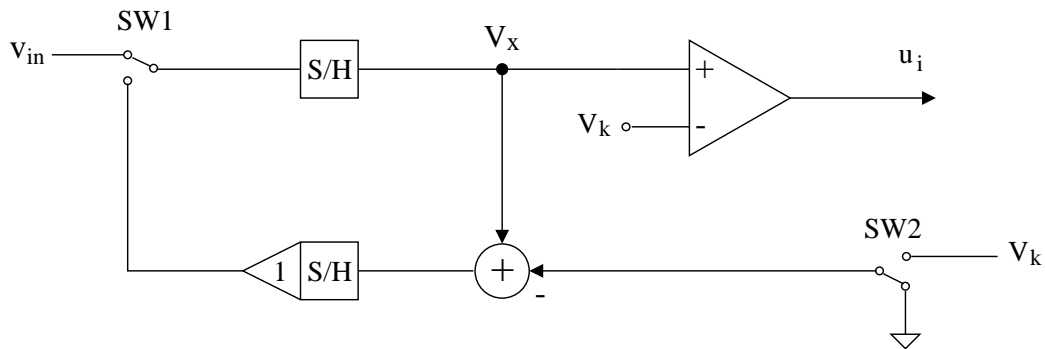 SW1
v_in
S/H
V_x
+
u_i
V_k
-
SW2
1
S/H
+
-
V_k